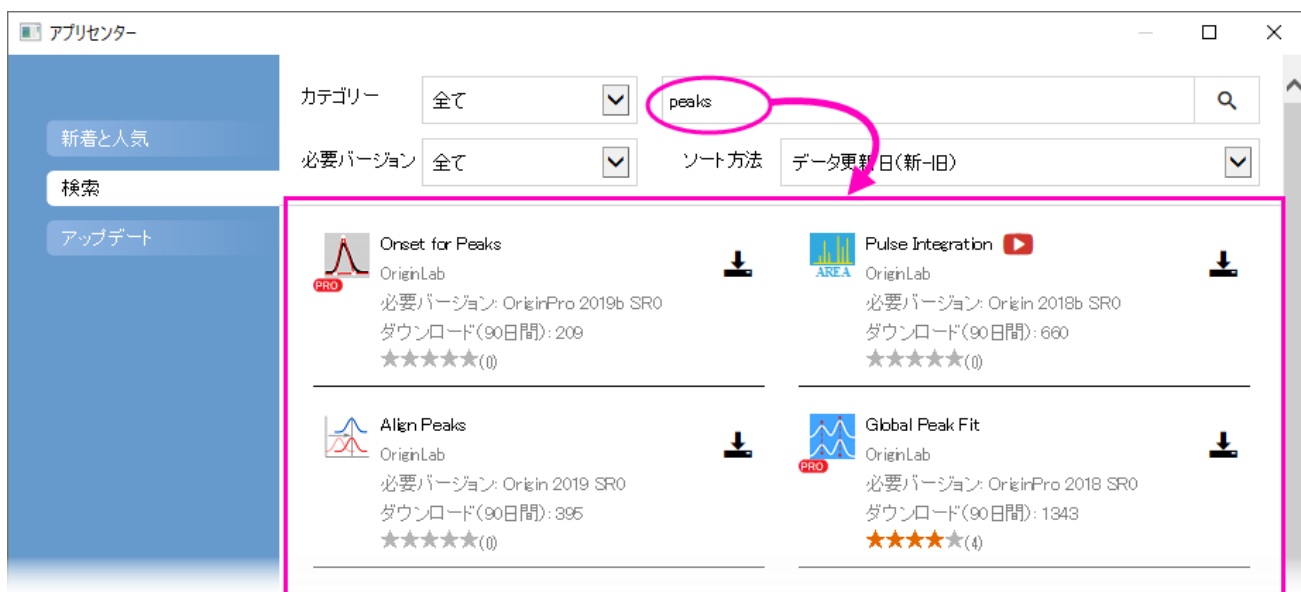 アプリセンター
カテゴリー 全て peaks
新着と人気
必要バージョン 全て ソート方法 データ更新日(新-旧)
検索
アップデート
Onset for Peaks
OriginLab
PRO
必要バージョン: OriginPro 2019b SR0
ダウンロード(90日間): 209
(0)
Pulse Integration
AREA
OriginLab
必要バージョン: Origin 2018b SR0
ダウンロード(90日間): 660
(0)
Align Peaks
OriginLab
必要バージョン: Origin 2019 SR0
ダウンロード(90日間): 395
(0)
Global Peak Fit
OriginLab
PRO
必要バージョン: OriginPro 2018 SR0
ダウンロード(90日間): 1343
(4)